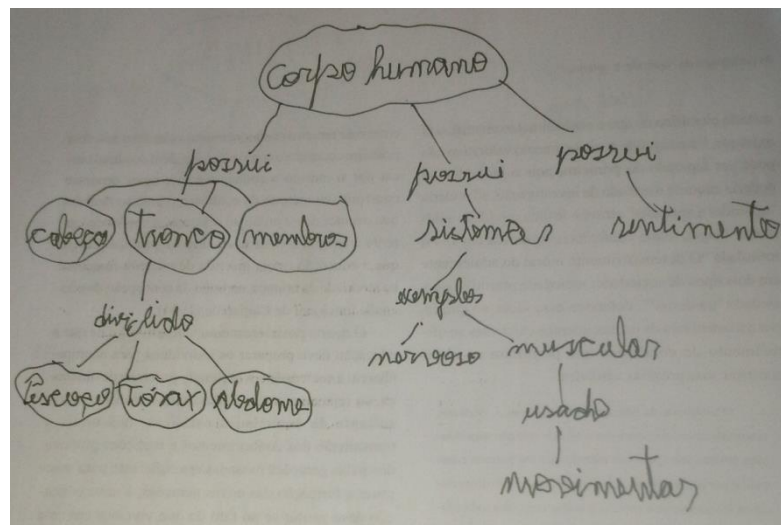 corpo humano
possui
possui
possui
cabeça tronco membros
sistemas
sentimento
exemplos
dividido
nervoso
muscular
Pescoço Tórax Abdome
usado
movimentar